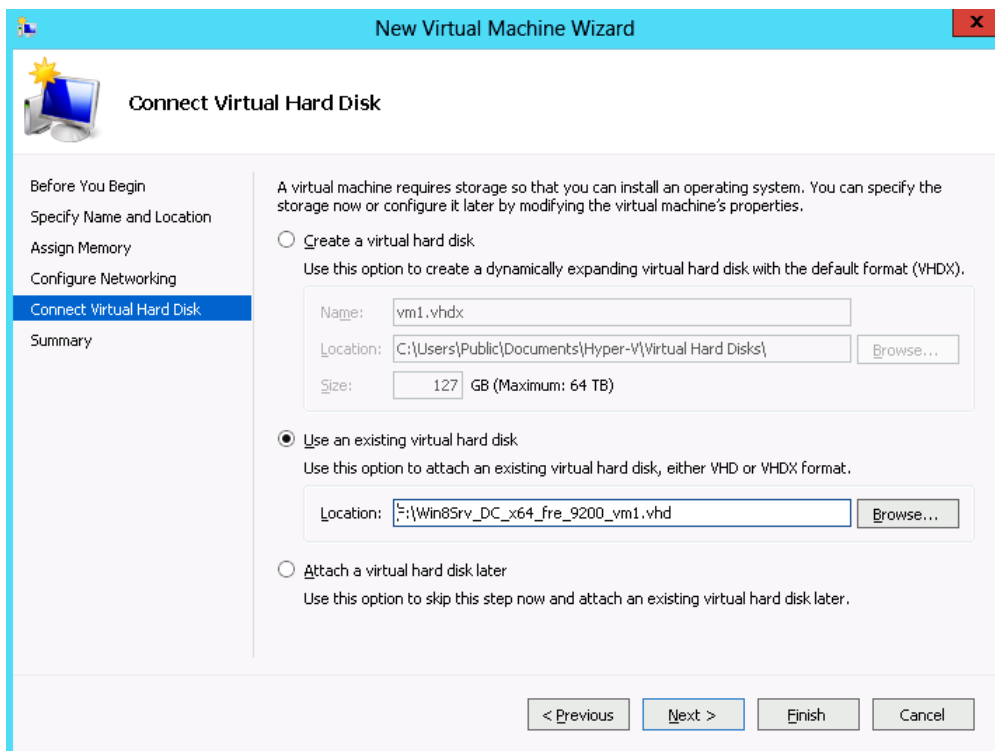 New Virtual Machine Wizard
x
Connect Virtual Hard Disk
Before You Begin
Specify Name and Location
Assign Memory
Configure Networking
Connect Virtual Hard Disk
Summary
A virtual machine requires storage so that you can install an operating system. You can specify the
storage now or configure it later by modifying the virtual machine's properties.
Create a virtual hard disk
Use this option to create a dynamically expanding virtual hard disk with the default format (VHDX).
Name: vm1.vhdx
Location: C:\Users\Public\Documents\Hyper-V\Virtual Hard Disks\ Browse...
Size: 127 GB (Maximum: 64 TB)
Use an existing virtual hard disk
Use this option to attach an existing virtual hard disk, either VHD or VHDX format.
Location: F:\Win8Srv_DC_x64_fre_9200_vm1.vhd Browse...
Attach a virtual hard disk later
Use this option to skip this step now and attach an existing virtual hard disk later.
< Previous Next > Finish Cancel